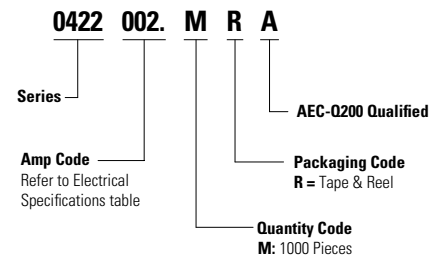 0422 002. M R A
Series
AEC-Q200 Qualified
Amp Code
Refer to Electrical
Specifications table
Packaging Code
R = Tape & Reel
Quantity Code
M: 1000 Pieces